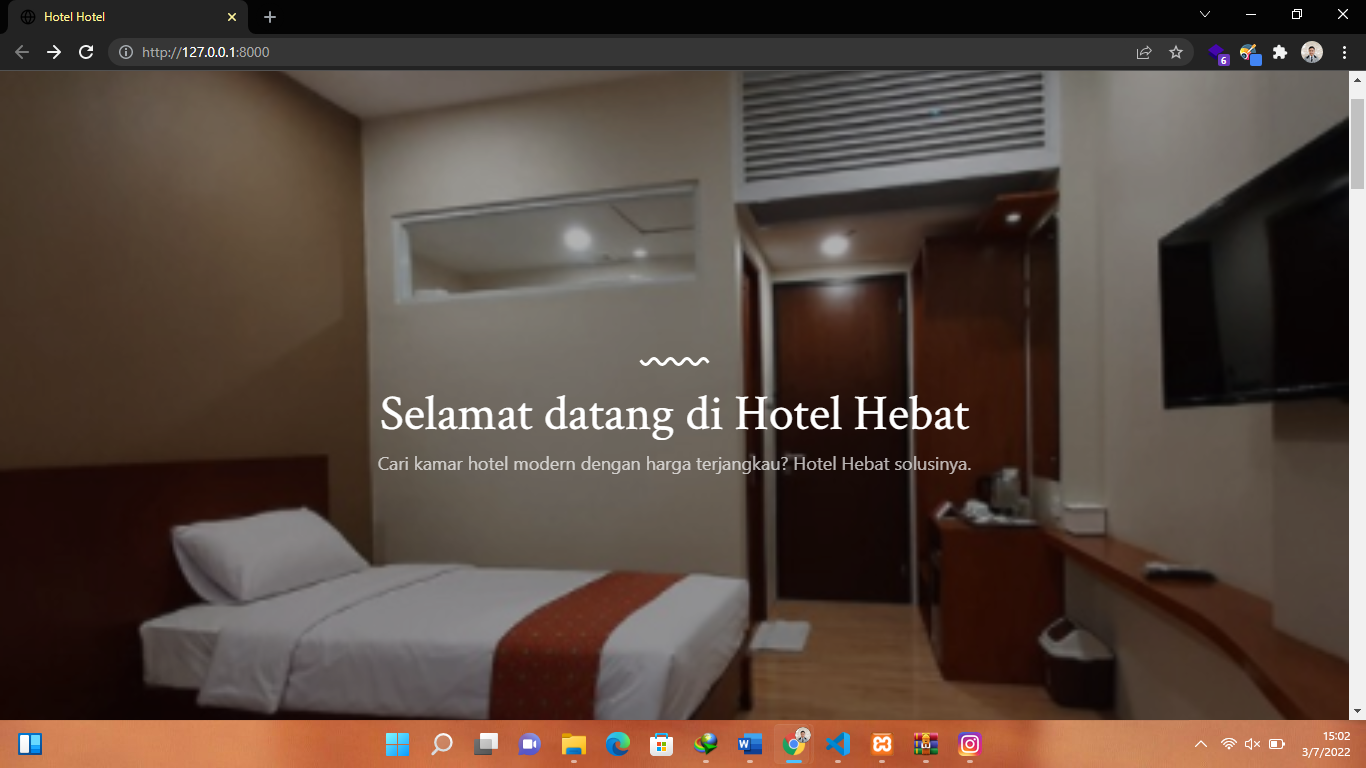 Hotel Hotel
http://127.0.0.1:8000
6
Selamat datang di Hotel Hebat
Cari kamar hotel modern dengan harga terjangkau? Hotel Hebat solusinya.
15:02
3/7/2022